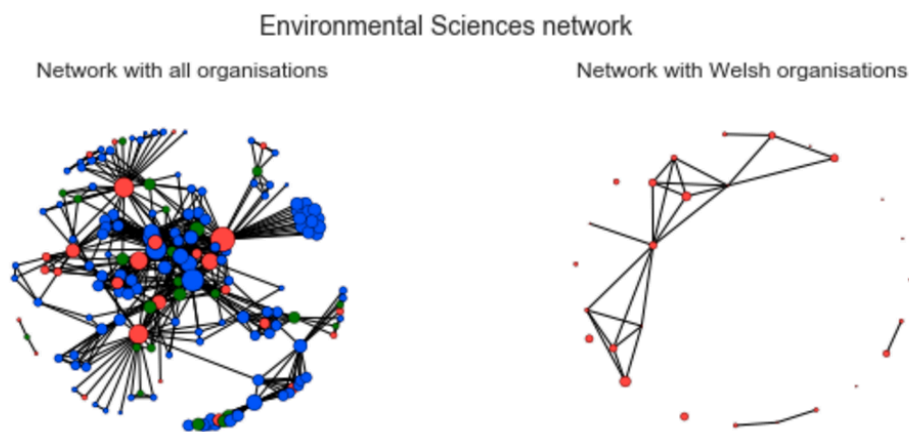 Environmental Sciences network
Network with all organisations
Network with Welsh organisations